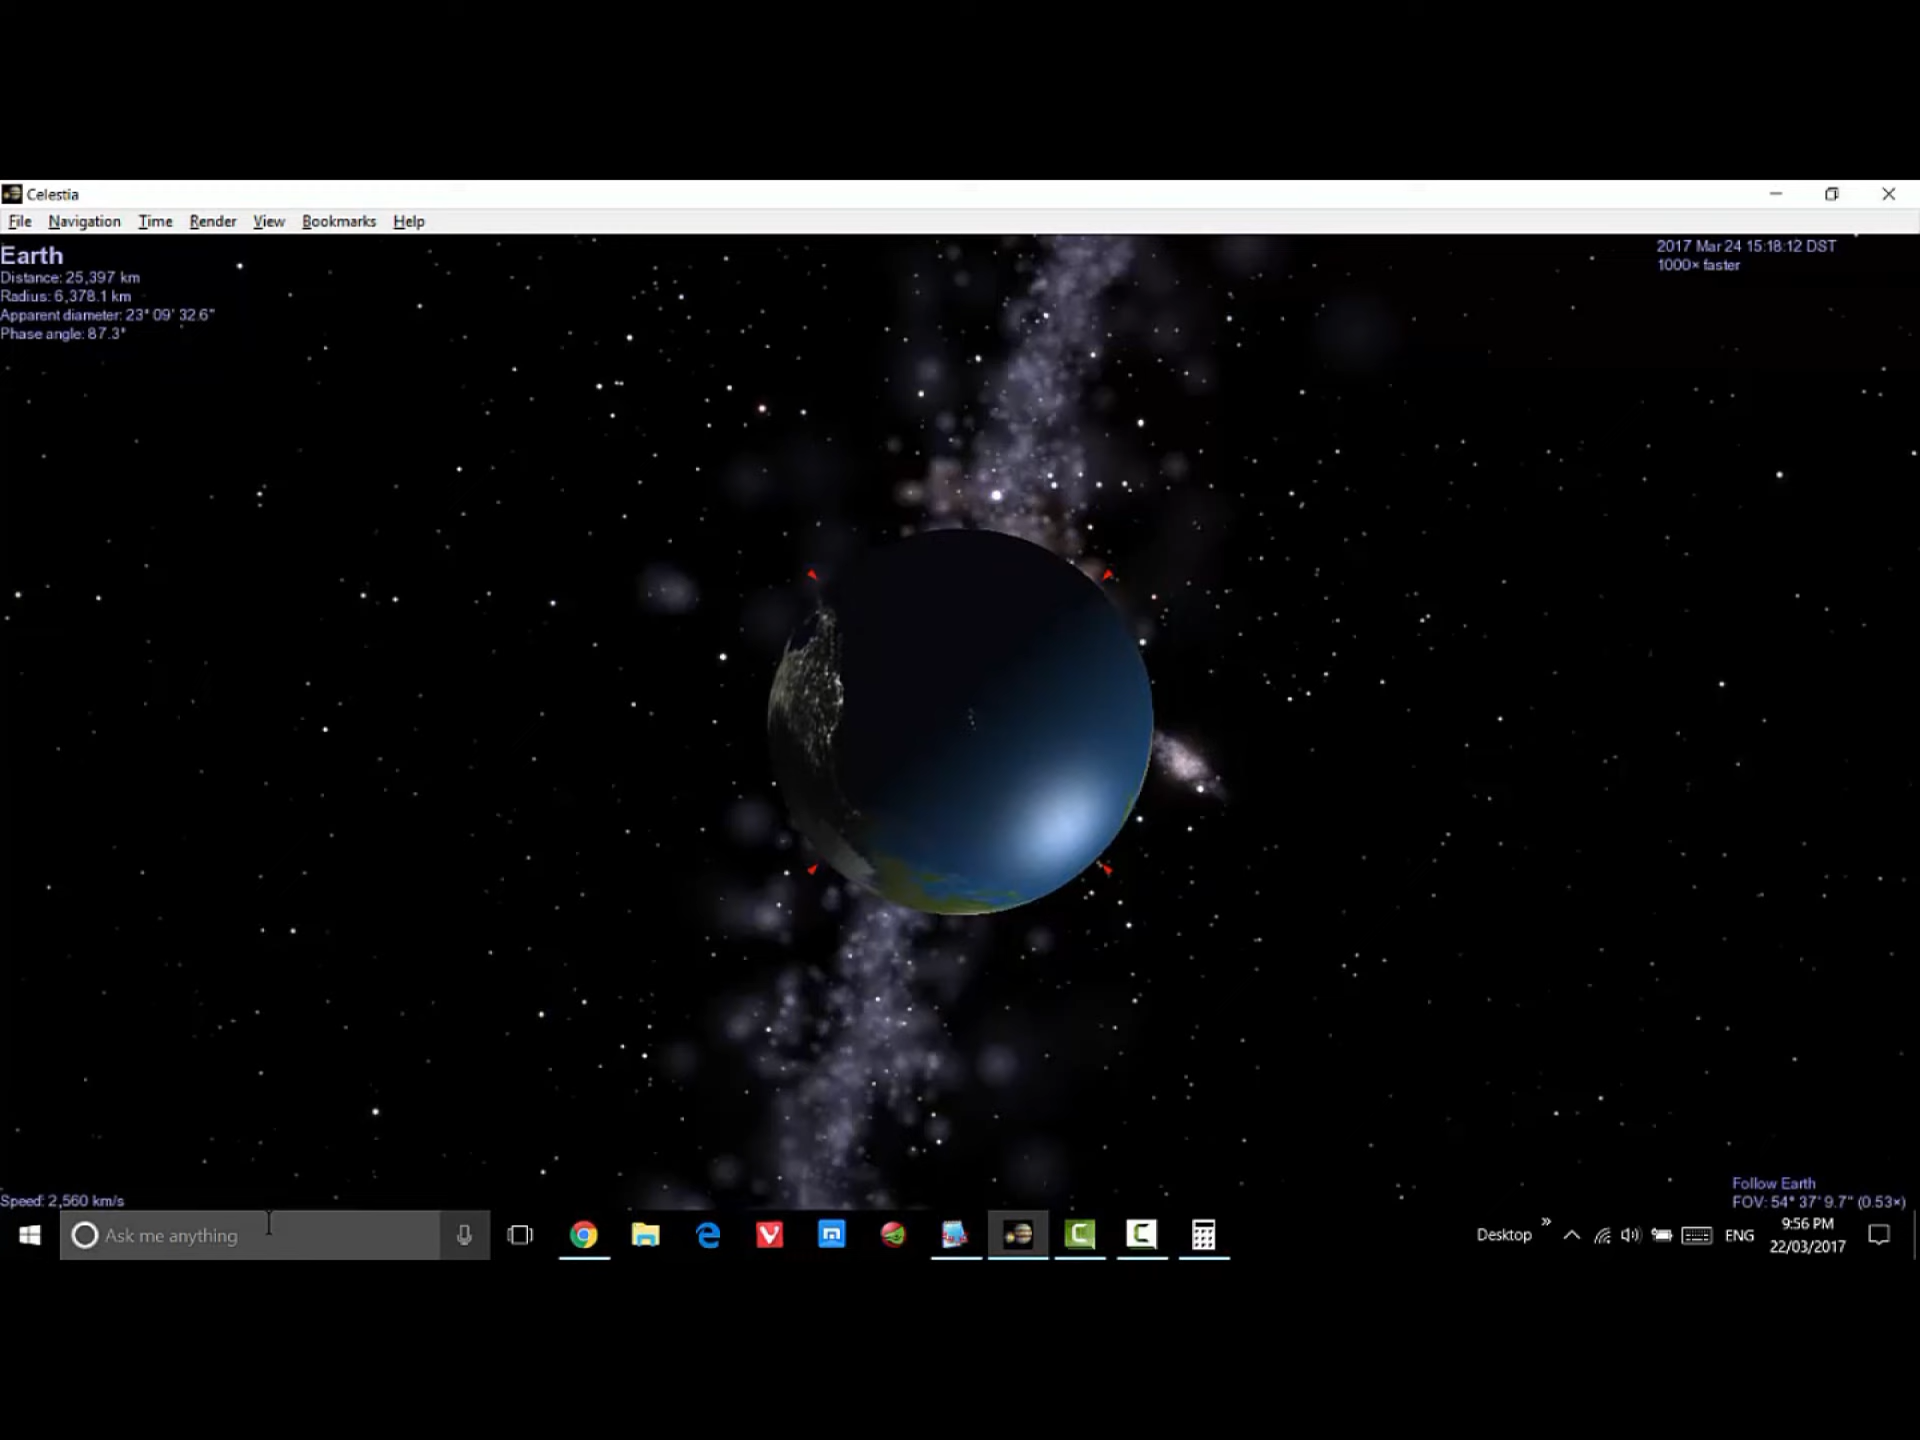 Celestia
File Navigation Time Render View Bookmarks Help
Earth
Distance: 25,397 km
Radius: 6,378.1 km
Apparent diameter: 23° 09' 32.6"
Phase angle: 87.3°
2017 Mar 24 15:18:12 DST
1000× faster
Speed: 2,560 km/s
Follow Earth
FOV: 54° 37' 9.7" (0.53×)
Ask me anything
Desktop
ENG
9:56 PM
22/03/2017